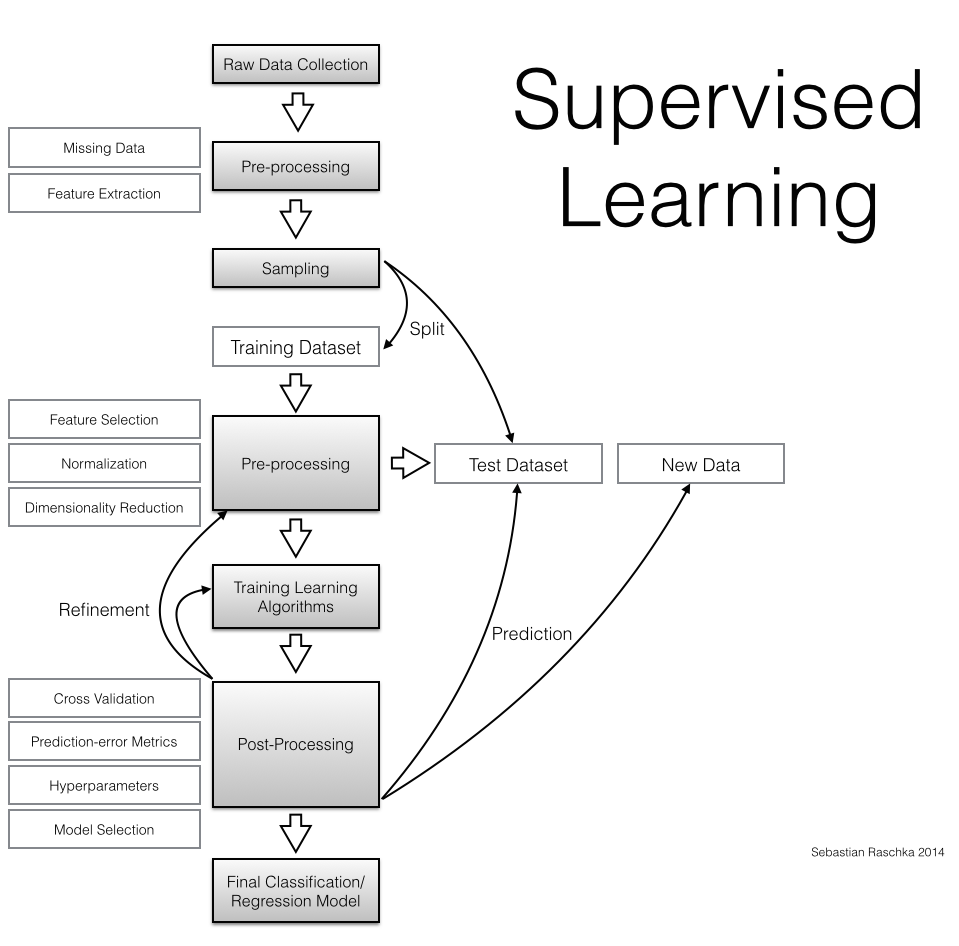 Supervised
Learning
Raw Data Collection
Missing Data
Pre-processing
Feature Extraction
Sampling
Split
Training Dataset
Feature Selection
Normalization
Pre-processing
Dimensionality Reduction
Test Dataset
New Data
Training Learning
Algorithms
Refinement
Prediction
Cross Validation
Prediction-error Metrics
Post-Processing
Hyperparameters
Model Selection
Sebastian Raschka 2014
Final Classification/
Regression Model